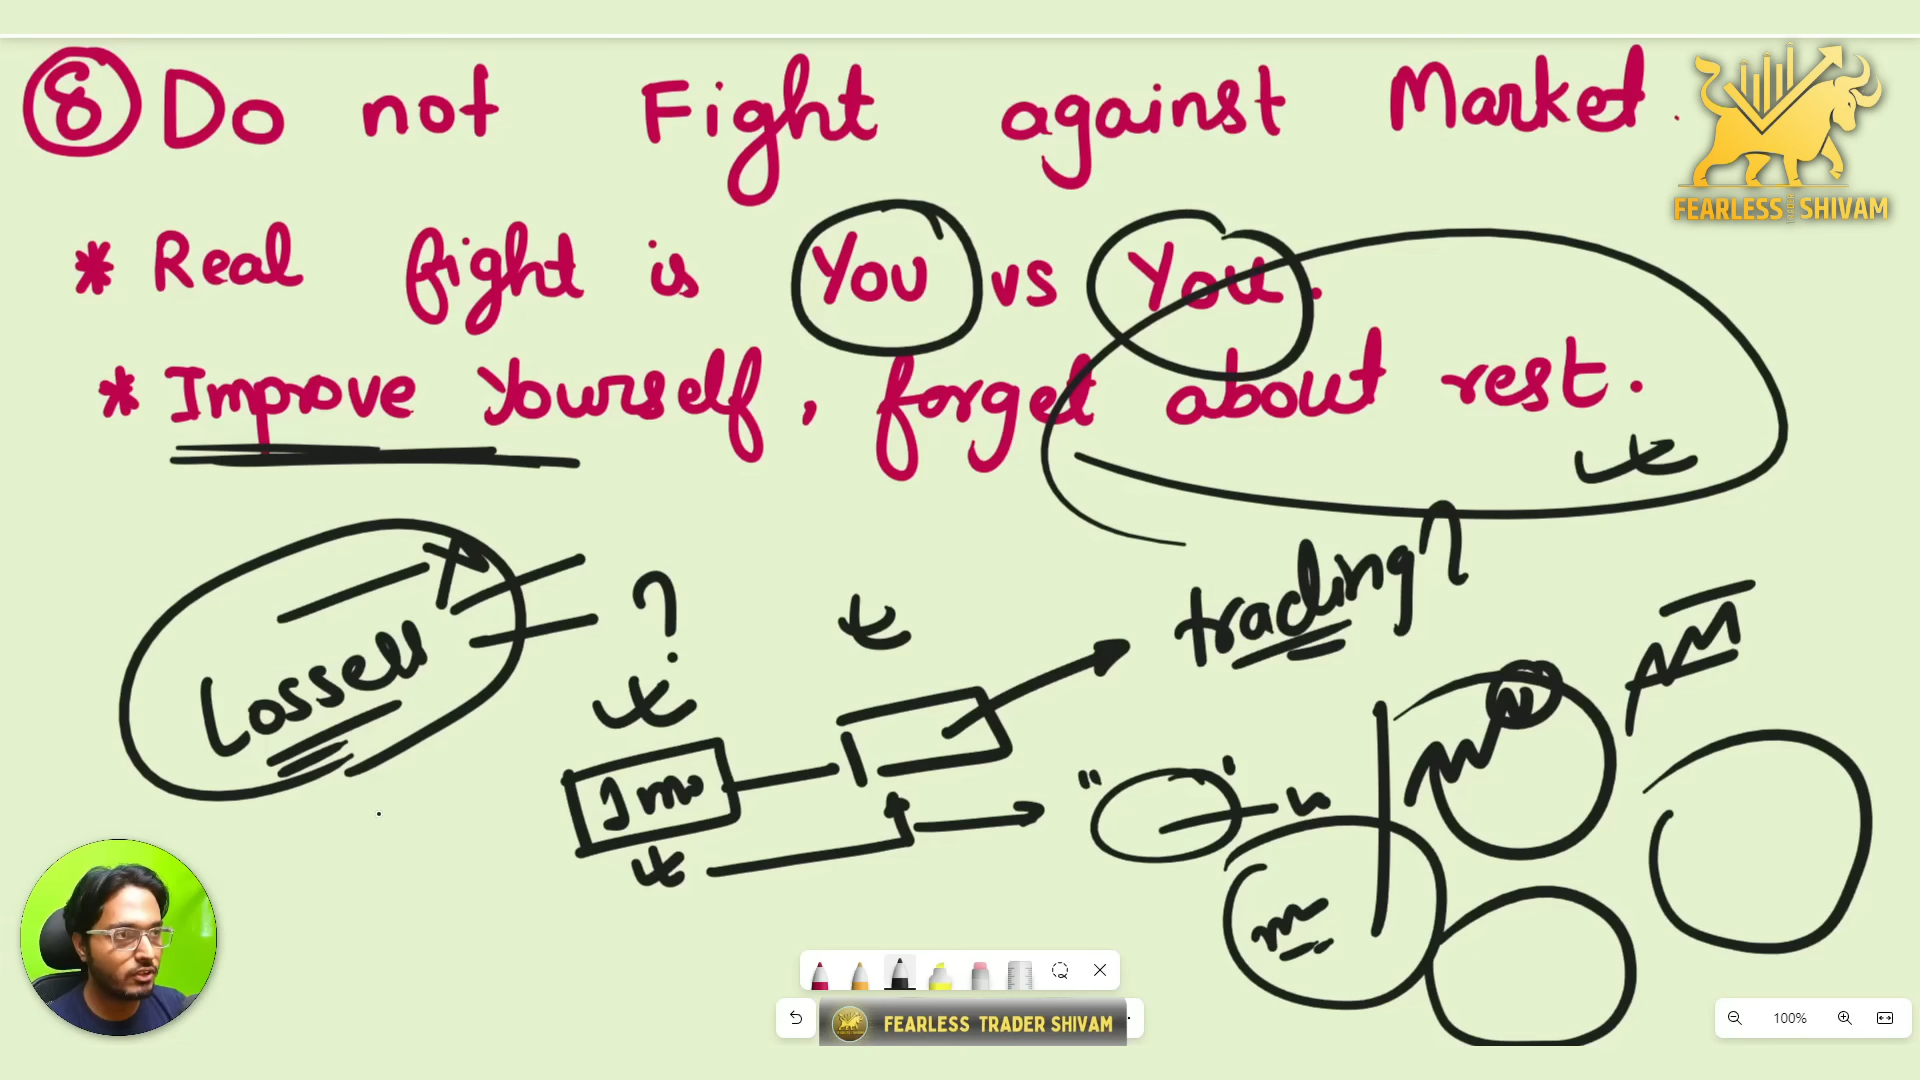 8 Do not Fight against Market.
* Real fight is You vs You.
* Improve Yourself, forget about rest.
FEARLESS TRADER SHIVAM
trading?
?
1 mo
FEARLESS TRADER SHIVAM
100%